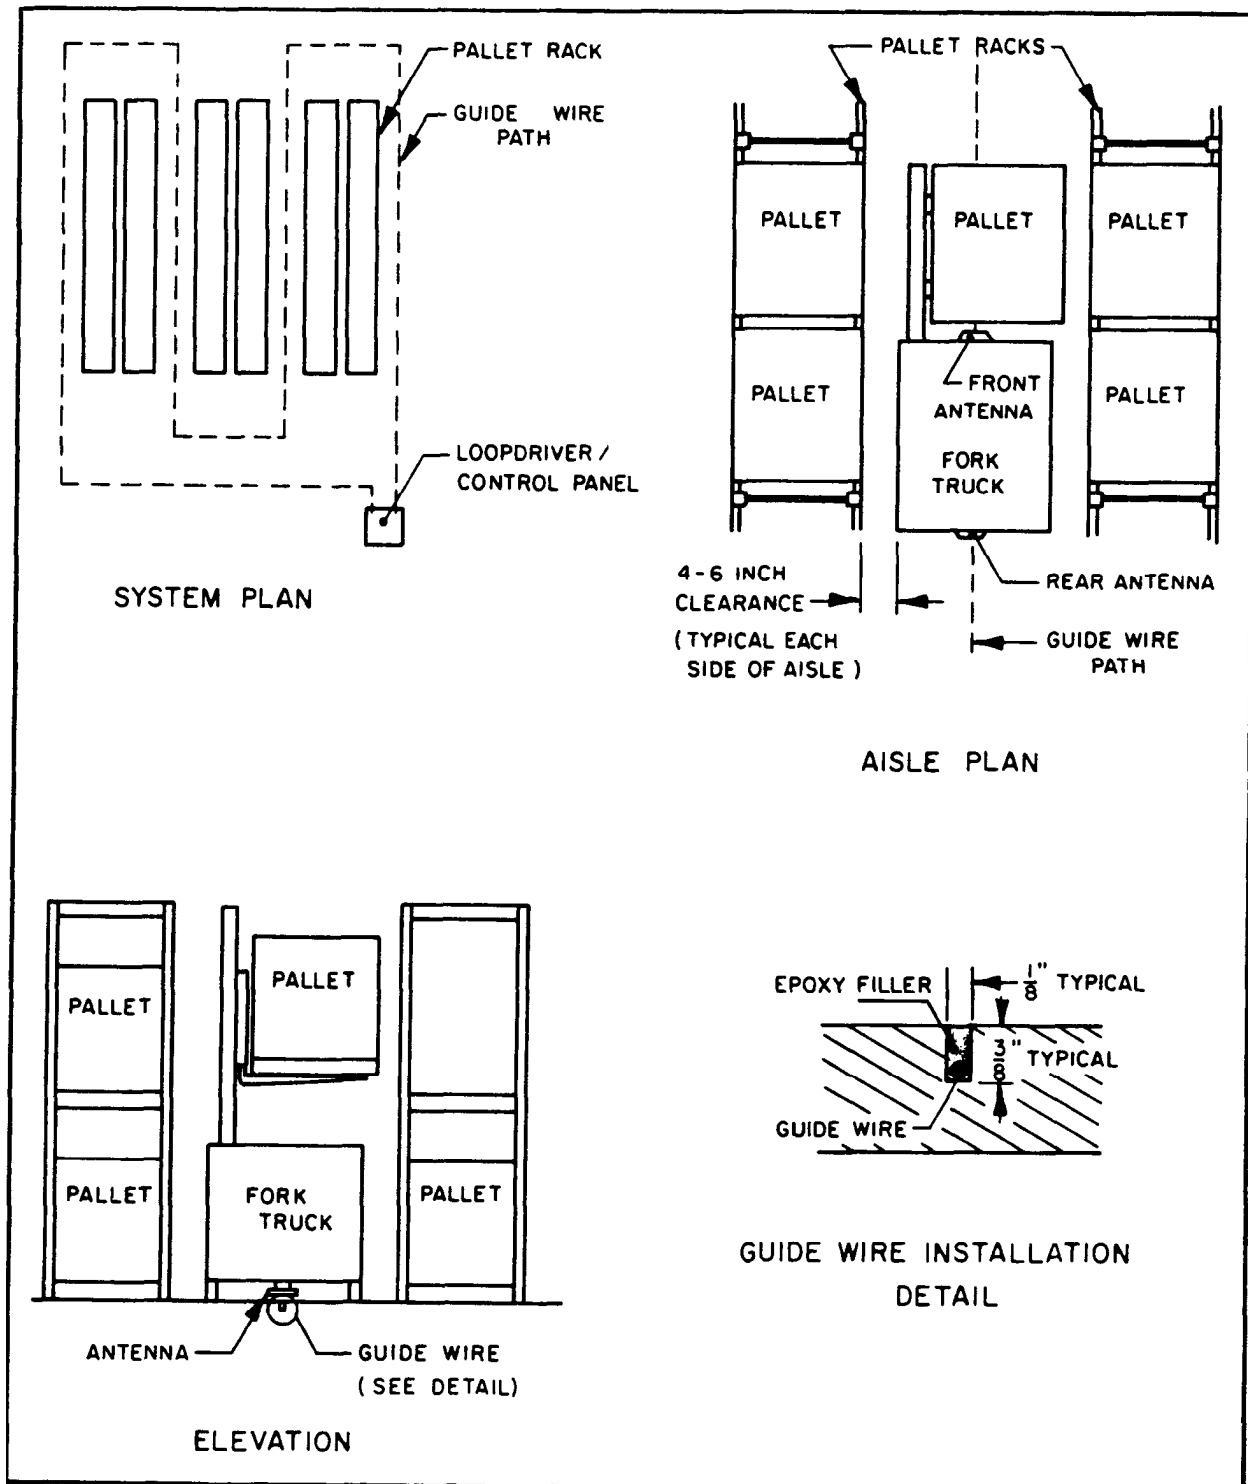 PALLET RACK
GUIDE WIRE
PATH
LOOPDRIVER /
CONTROL PANEL
SYSTEM PLAN
PALLET RACKS
PALLET
PALLET
PALLET
PALLET
FRONT
ANTENNA
PALLET
FORK
TRUCK
4-6 INCH
CLEARANCE
(TYPICAL EACH
SIDE OF AISLE)
REAR ANTENNA
GUIDE WIRE
PATH
AISLE PLAN
PALLET
PALLET
PALLET
FORK
TRUCK
PALLET
ANTENNA
GUIDE WIRE
(SEE DETAIL)
ELEVATION
EPOXY FILLER
1/8" TYPICAL
3/8" TYPICAL
GUIDE WIRE
GUIDE WIRE INSTALLATION
DETAIL